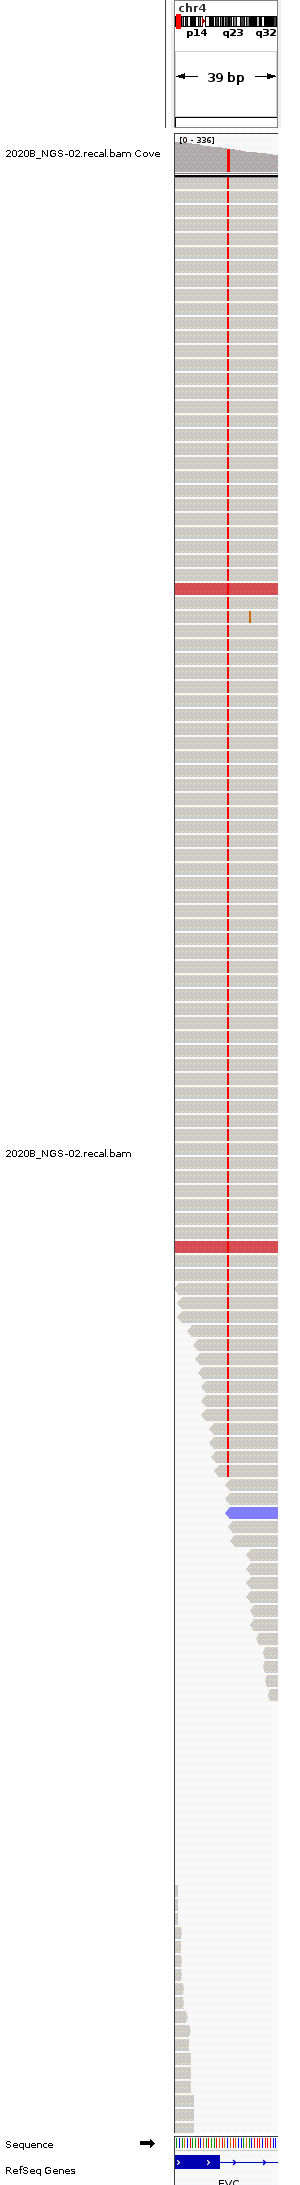 chr4
p14 q23 q32
39 bp
[0 - 336]
2020B_NGS-02.recal.bam Cove
2020B_NGS-02.recal.bam
Sequence
RefSeq Genes
EVC